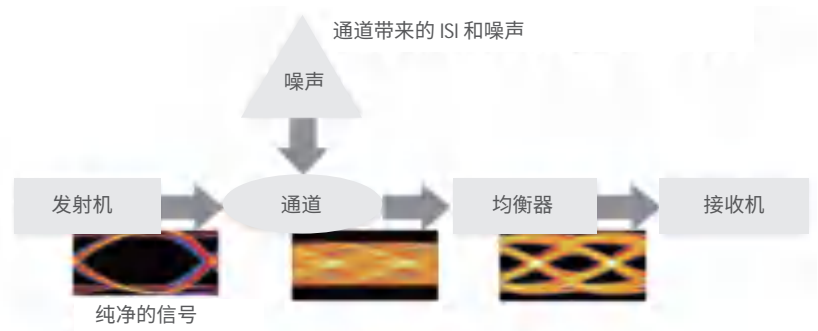 通道带来的 ISI 和噪声
噪声
发射机
通道
均衡器
接收机
纯净的信号